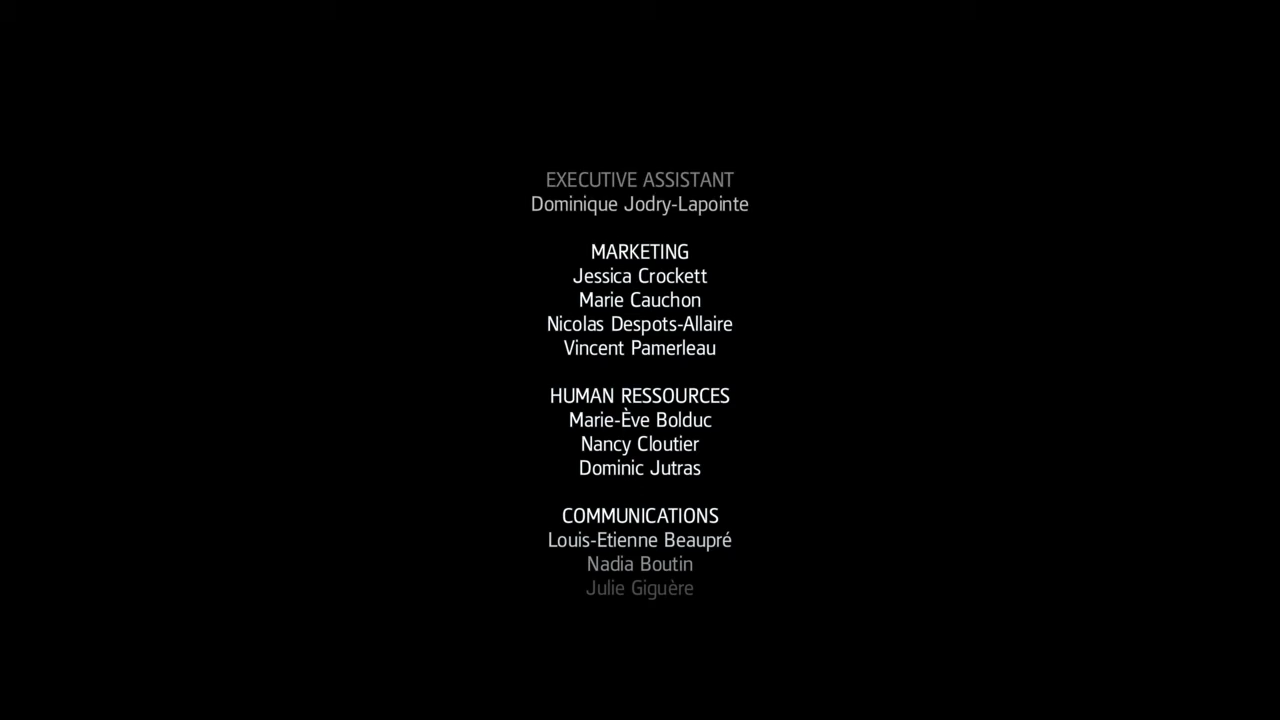 EXECUTIVE ASSISTANT
Dominique Jodry-Lapointe
MARKETING
Jessica Crockett
Marie Cauchon
Nicolas Despots-Allaire
Vincent Pamerleau
HUMAN RESSOURCES
Marie-Ève Bolduc
Nancy Cloutier
Dominic Jutras
COMMUNICATIONS
Louis-Etienne Beaupré
Nadia Boutin
Julie Giguère